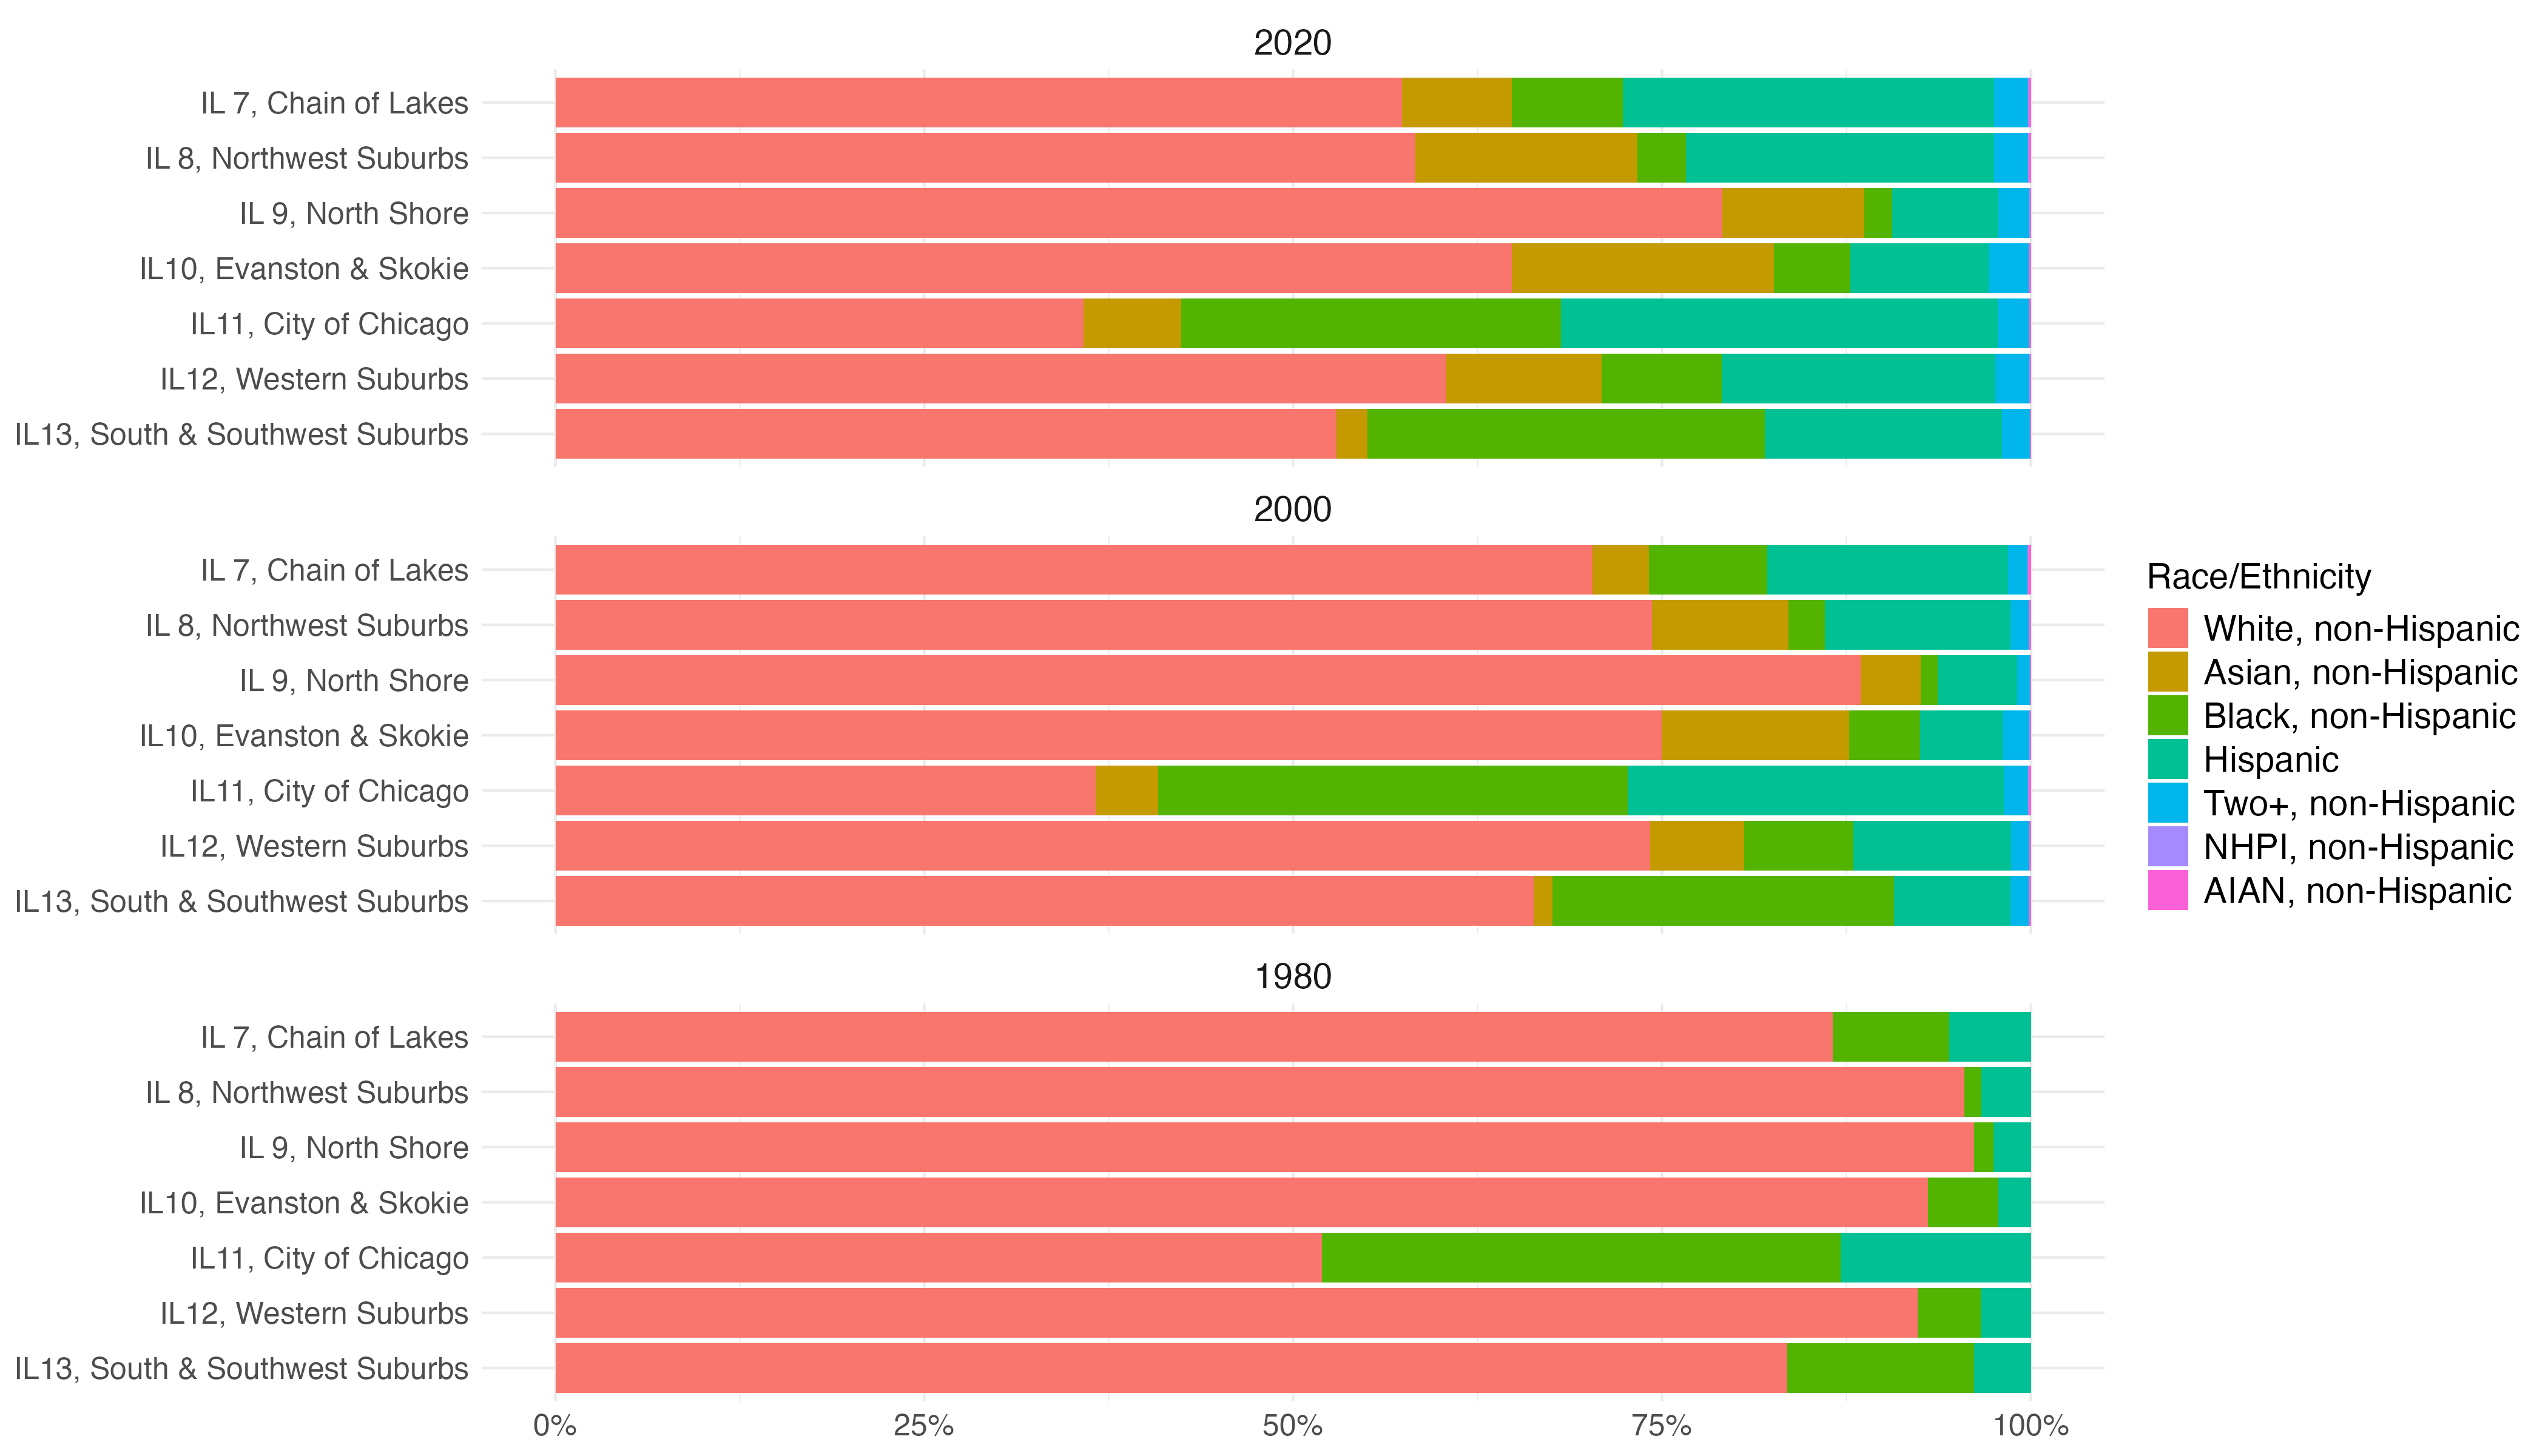 2020
IL 7, Chain of Lakes
IL 8, Northwest Suburbs
IL 9, North Shore
IL10, Evanston & Skokie
IL11, City of Chicago
IL12, Western Suburbs
IL13, South & Southwest Suburbs
2000
IL 7, Chain of Lakes
IL 8, Northwest Suburbs
IL 9, North Shore
IL10, Evanston & Skokie
IL11, City of Chicago
IL12, Western Suburbs
IL13, South & Southwest Suburbs
1980
IL 7, Chain of Lakes
IL 8, Northwest Suburbs
IL 9, North Shore
IL10, Evanston & Skokie
IL11, City of Chicago
IL12, Western Suburbs
IL13, South & Southwest Suburbs
0% 25% 50% 75% 100%
Race/Ethnicity
White, non-Hispanic
Asian, non-Hispanic
Black, non-Hispanic
Hispanic
Two+, non-Hispanic
NHPI, non-Hispanic
AIAN, non-Hispanic